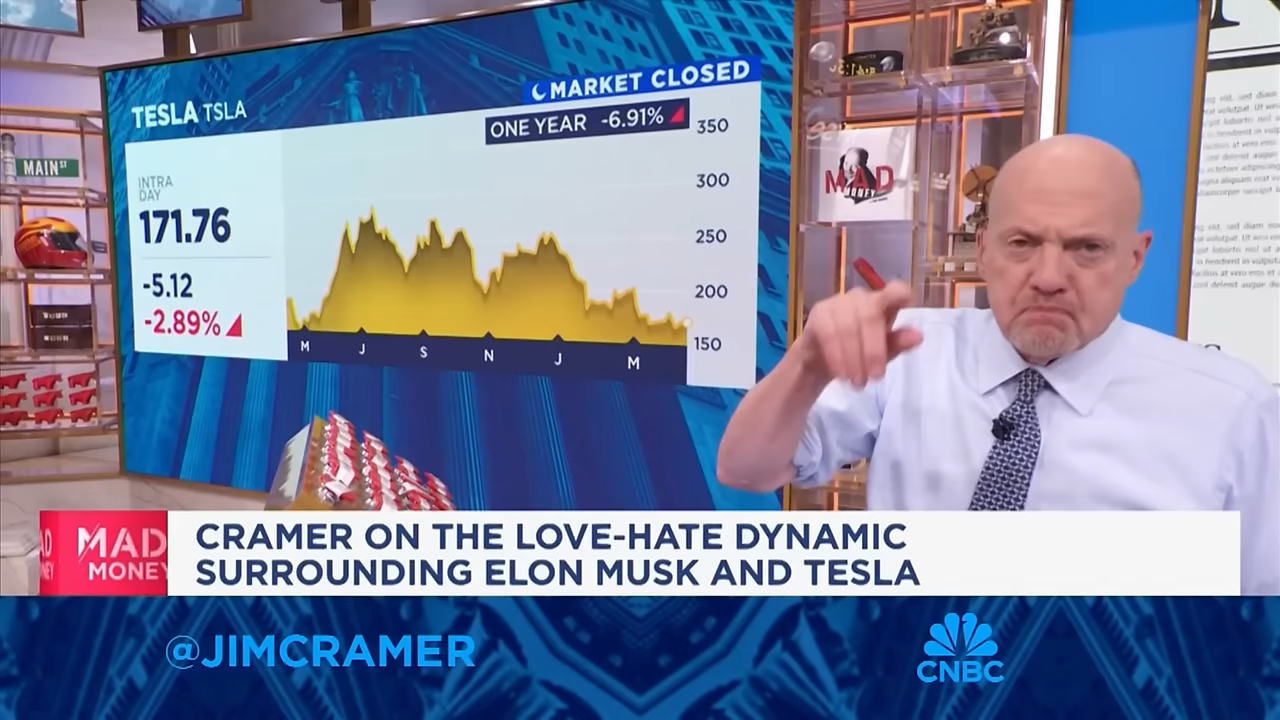 MARKET CLOSED
TESLA TSLA
ONE YEAR -6.91%
INTRA
DAY
171.76
-5.12
-2.89%
350
300
250
200
150
M J S N J M
MAIN ST
MAD
MONEY
MAD
MONEY
CRAMER ON THE LOVE-HATE DYNAMIC
SURROUNDING ELON MUSK AND TESLA
@JIMCRAMER
CNBC